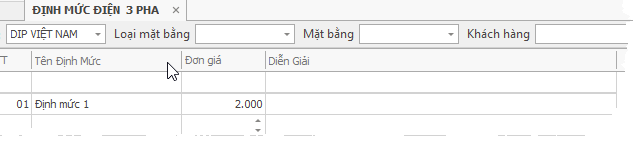 ĐỊNH MỨC ĐIỆN 3 PHA ×
DIP VIỆT NAM Loại mặt bằng Mặt bằng Khách hàng
TT Tên Định Mức Đơn giá Diễn Giải
01 Định mức 1 2.000